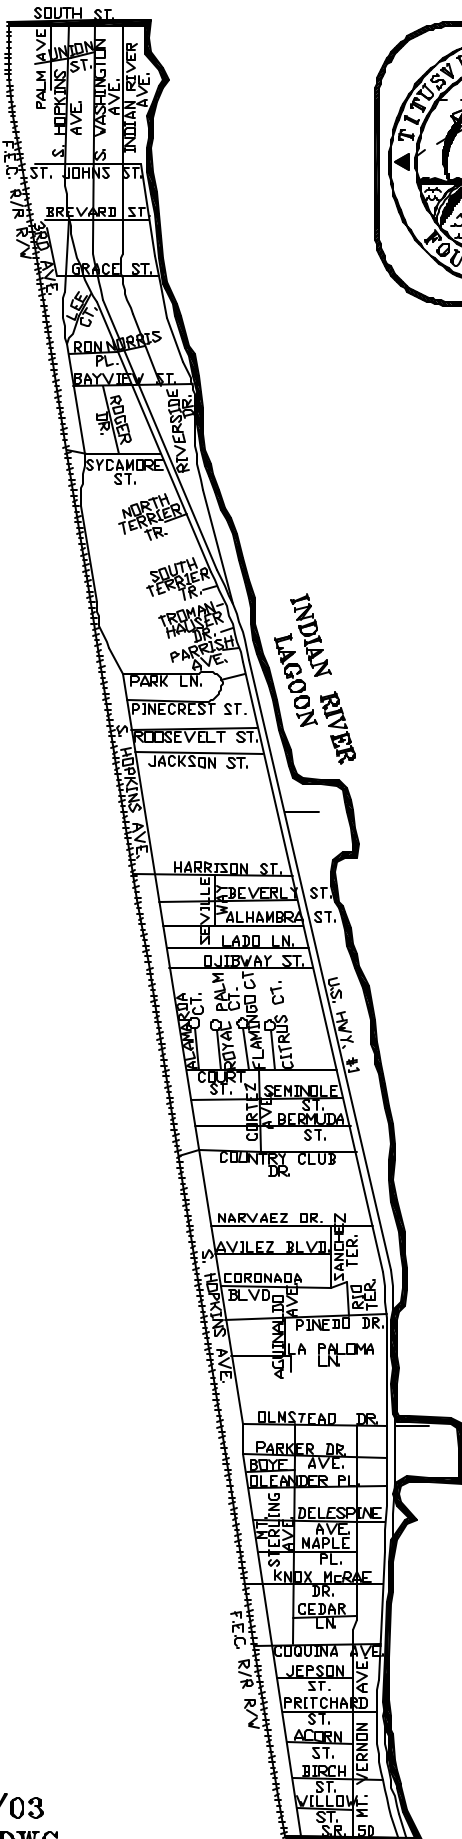 SOUTH ST.
PALM AVE
UNION
ST.
S. HOPKINS
AVE.
S. WASHINGTON
AVE.
INDIAN RIVER
AVE.
TITUSV
FOU
F.E.C. R/R R/W
ST. JOHNS ST.
BREVARD ST.
3RD AVE.
GRACE ST.
LEE
CT.
RON NORRIS
PL.
BAYVIEW ST.
ROGER
DR.
RIVERSIDE
DR.
SYCAMORE
ST.
NORTH
TERRIER
TR.
SOUTH
TERRIER
TR.
TROMAN-
HAUSER
DR.
PARRISH
AVE.
INDIAN RIVER
LAGOON
PARK LN.
PINECREST ST.
ROOSEVELT ST.
JACKSON ST.
S. HOPKINS AVE.
HARRISON ST.
SEVILLE
WAY
BEVERLY ST.
ALHAMBRA ST.
LADO LN.
OJIBWAY ST.
U.S. HWY. #1
ALAMARDA
CT.
ROYAL PALM
CT.
FLAMINGO CT
CITRUS CT.
COURT
ST.
CORTEZ
AVE
SEMINOLE
ST.
BERMUDA
ST.
COUNTRY CLUB
DR.
NARVAEZ DR.
AVILEZ BLVD.
SANCHEZ
TER.
S. HOPKINS AVE.
CORONADA
BLVD
RIO
TER.
AGUINALDO
AVE
PINEDO DR.
LA PALOMA
LN.
OLNSTEAD DR.
PARKER DR.
BOYE AVE.
OLEANDER PL.
MT.
STERLING
AVE
DELESPINE
AVE.
MAPLE
PL.
KNOX McRAE
DR.
CEDAR
LN.
F.E.C. R/R R/W
COQUINA AVE.
JEPSON
ST.
PRITCHARD
ST.
ACORN
ST.
MT. VERNON AVE.
BIRCH
ST.
WILLOW
ST.
S.R. 50
/03
DWG